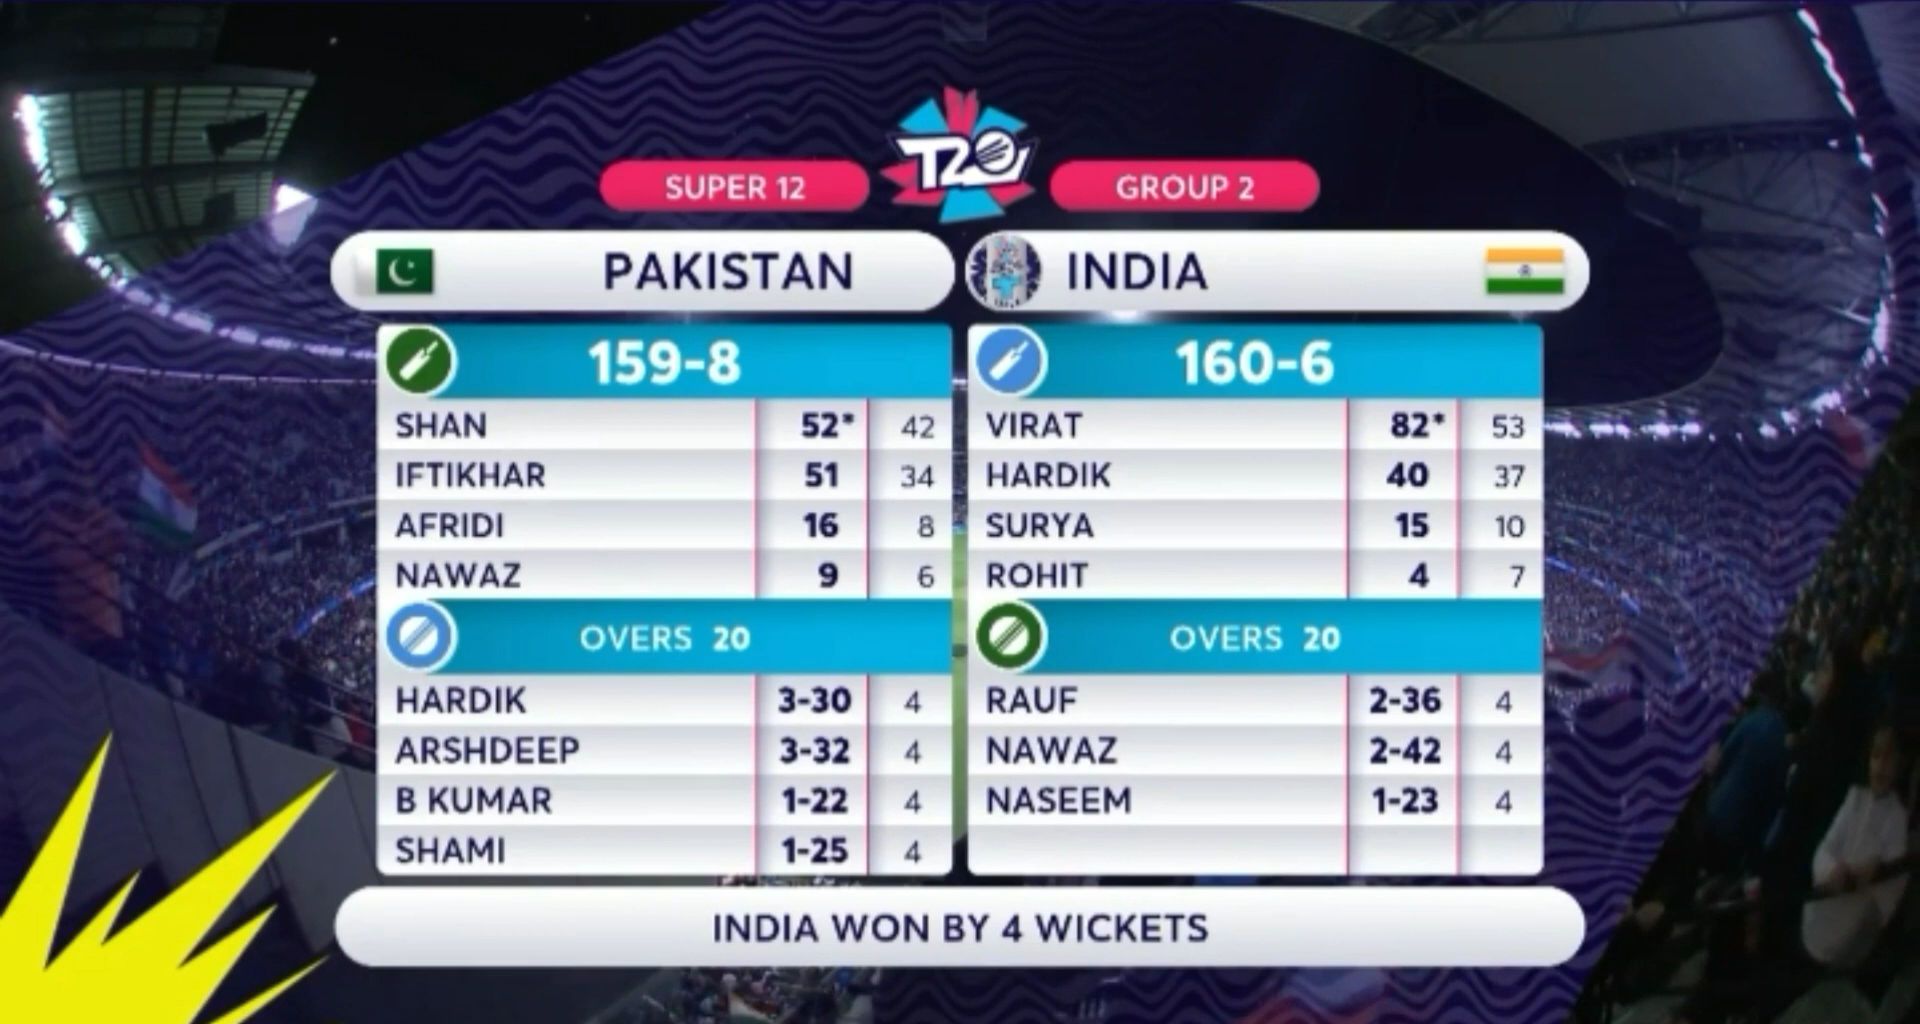 T20
SUPER 12
GROUP 2
PAKISTAN
INDIA
159-8
SHAN 52* 42
IFTIKHAR 51 34
AFRIDI 16 8
NAWAZ 9 6
OVERS 20
HARDIK 3-30 4
ARSHDEEP 3-32 4
B KUMAR 1-22 4
SHAMI 1-25 4
160-6
VIRAT 82* 53
HARDIK 40 37
SURYA 15 10
ROHIT 4 7
OVERS 20
RAUF 2-36 4
NAWAZ 2-42 4
NASEEM 1-23 4
INDIA WON BY 4 WICKETS